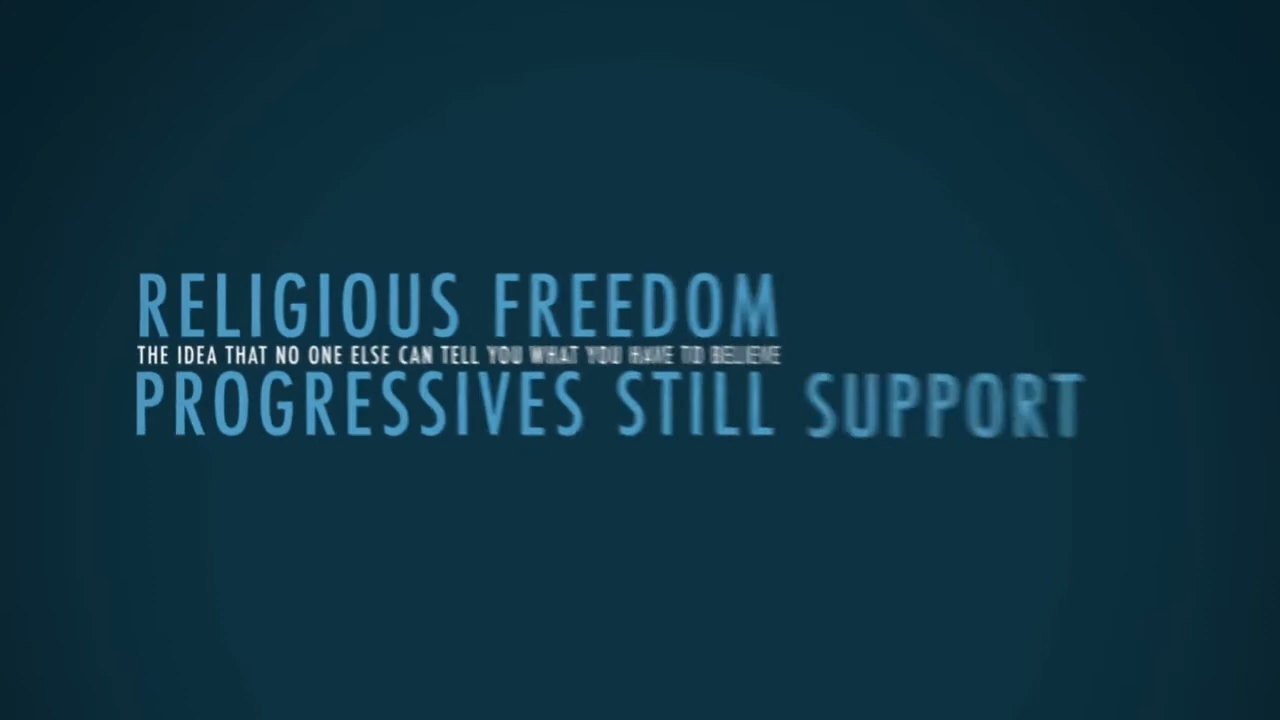 RELIGIOUS FREEDOM
THE IDEA THAT NO ONE ELSE CAN TELL YOU WHAT YOU HAVE TO BELIEVE
PROGRESSIVES STILL SUPPORT